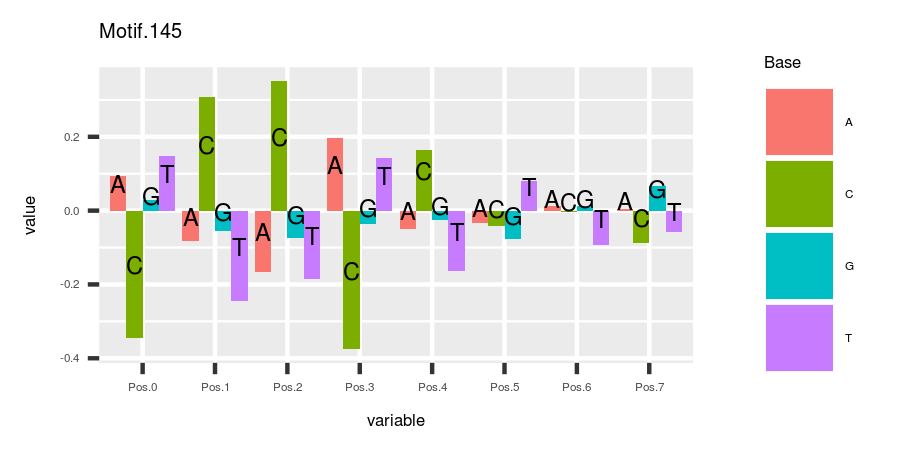 Motif.145
value
0.2
0.0
-0.2
-0.4
A C G T A C G T A C G T A C G T A C G T A C G T A C G T A C G T
Pos.0 Pos.1 Pos.2 Pos.3 Pos.4 Pos.5 Pos.6 Pos.7
variable
Base
A
C
G
T